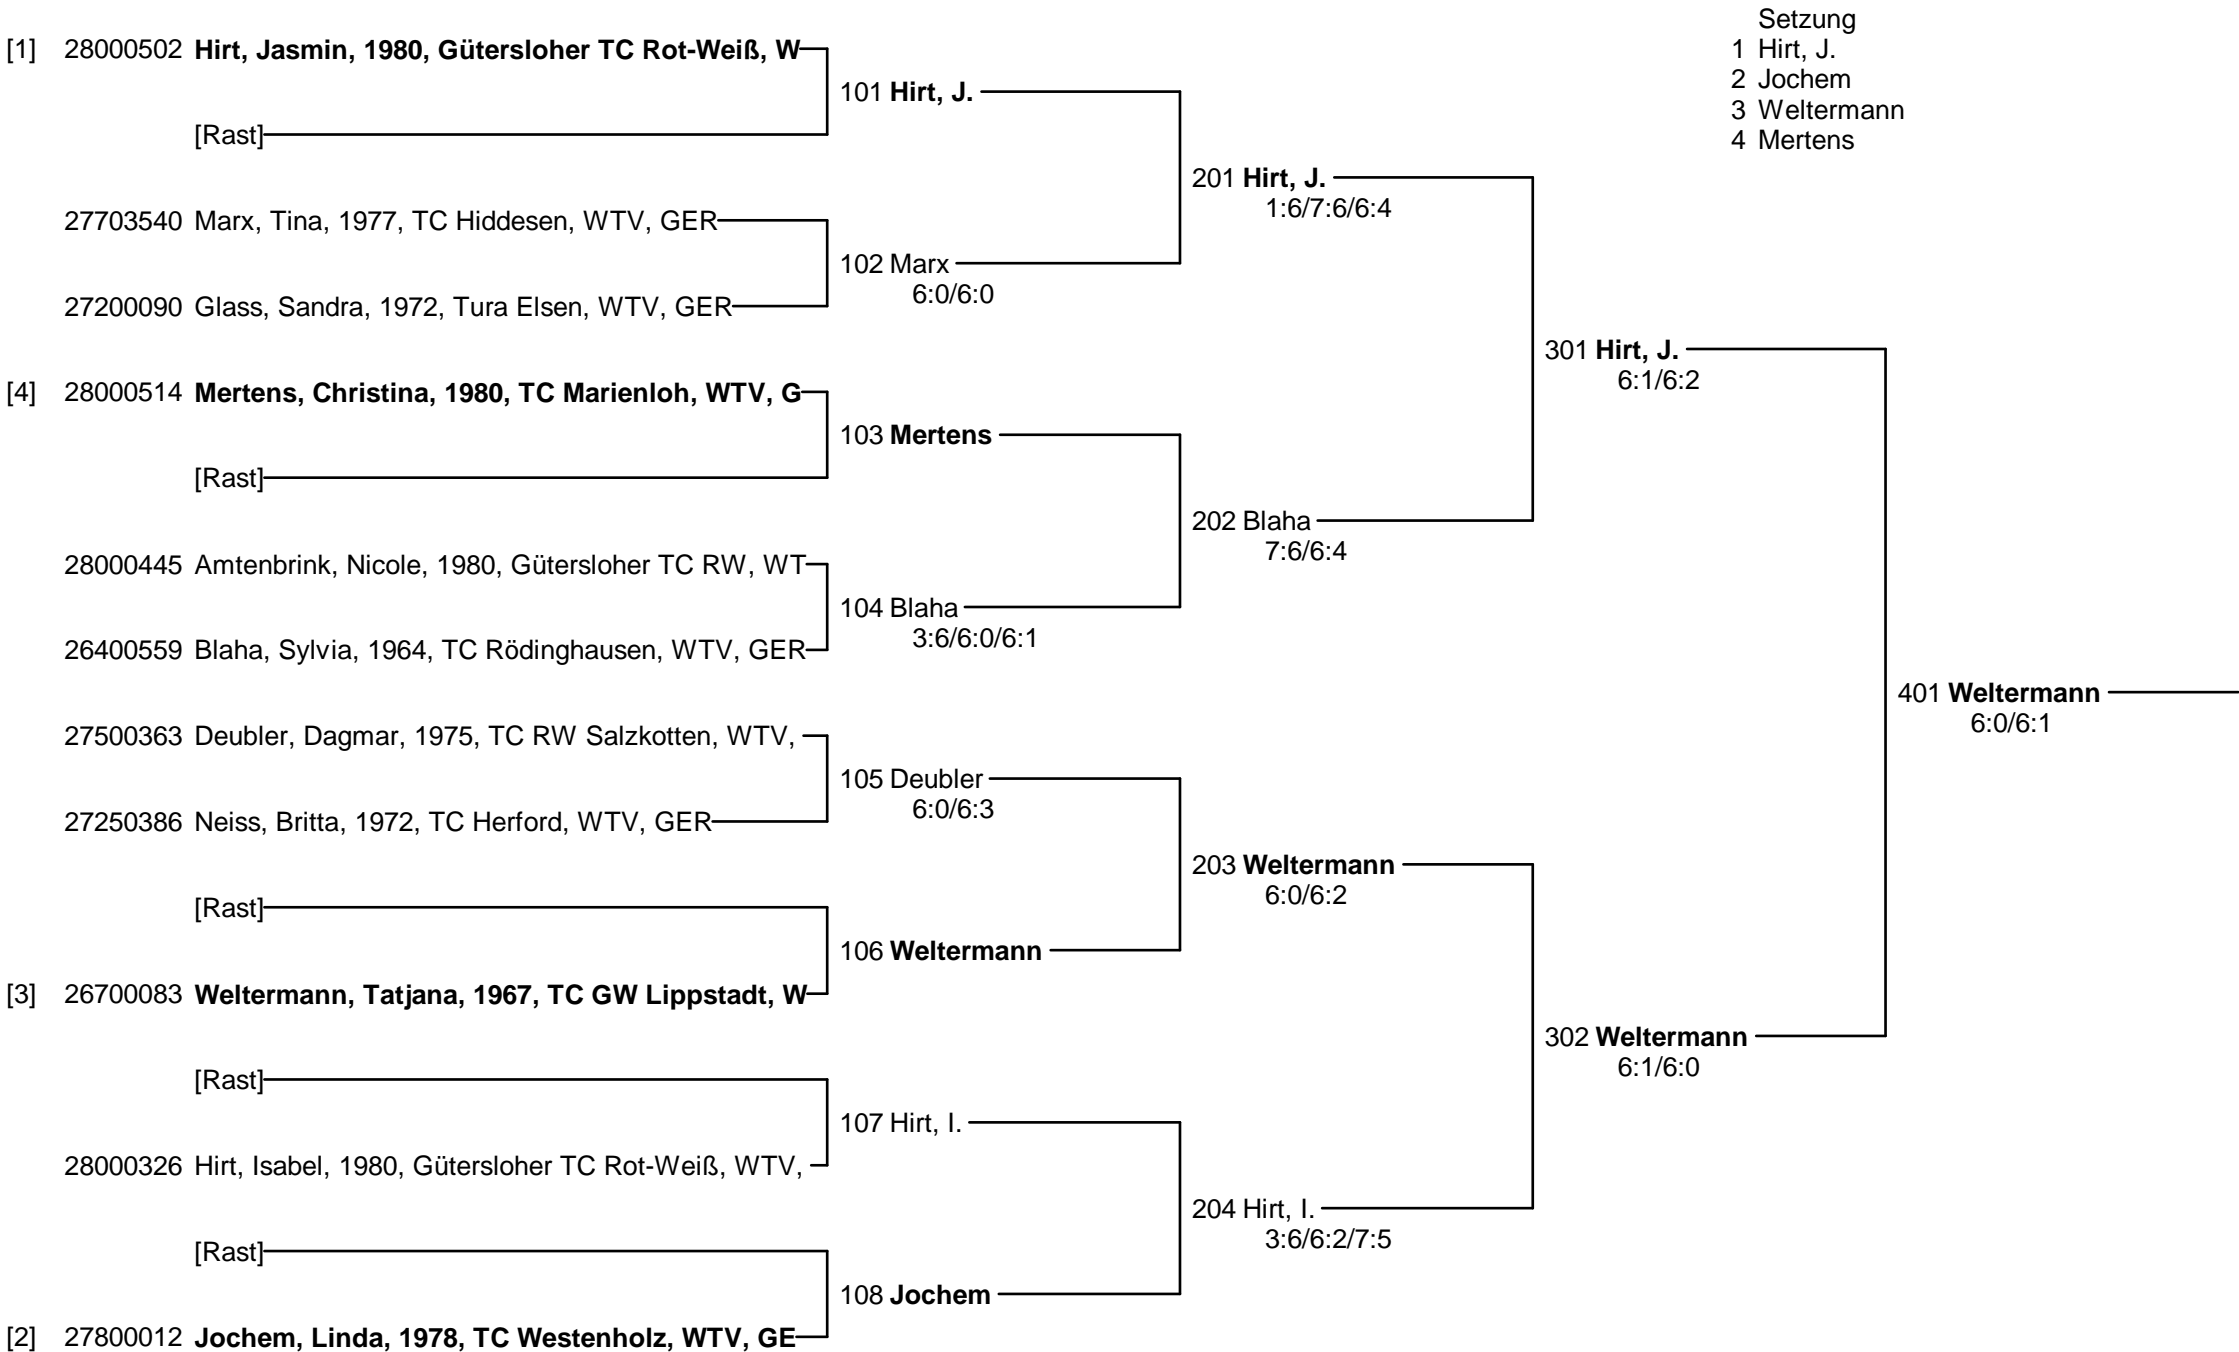 Setzung
1 Hirt, J.
2 Jochem
3 Weltermann
4 Mertens
[1] 28000502 Hirt, Jasmin, 1980, Gütersloher TC Rot-Weiß, W
101 Hirt, J.
[Rast]
201 Hirt, J.
1:6/7:6/6:4
27703540 Marx, Tina, 1977, TC Hiddesen, WTV, GER
102 Marx
6:0/6:0
27200090 Glass, Sandra, 1972, Tura Elsen, WTV, GER
301 Hirt, J.
6:1/6:2
[4] 28000514 Mertens, Christina, 1980, TC Marienloh, WTV, G
103 Mertens
[Rast]
202 Blaha
7:6/6:4
28000445 Amtenbrink, Nicole, 1980, Gütersloher TC RW, WT
104 Blaha
3:6/6:0/6:1
26400559 Blaha, Sylvia, 1964, TC Rödinghausen, WTV, GER
401 Weltermann
6:0/6:1
27500363 Deubler, Dagmar, 1975, TC RW Salzkotten, WTV,
105 Deubler
6:0/6:3
27250386 Neiss, Britta, 1972, TC Herford, WTV, GER
203 Weltermann
6:0/6:2
[Rast]
106 Weltermann
[3] 26700083 Weltermann, Tatjana, 1967, TC GW Lippstadt, W
302 Weltermann
6:1/6:0
[Rast]
107 Hirt, I.
28000326 Hirt, Isabel, 1980, Gütersloher TC Rot-Weiß, WTV,
204 Hirt, I.
3:6/6:2/7:5
[Rast]
108 Jochem
[2] 27800012 Jochem, Linda, 1978, TC Westenholz, WTV, GE